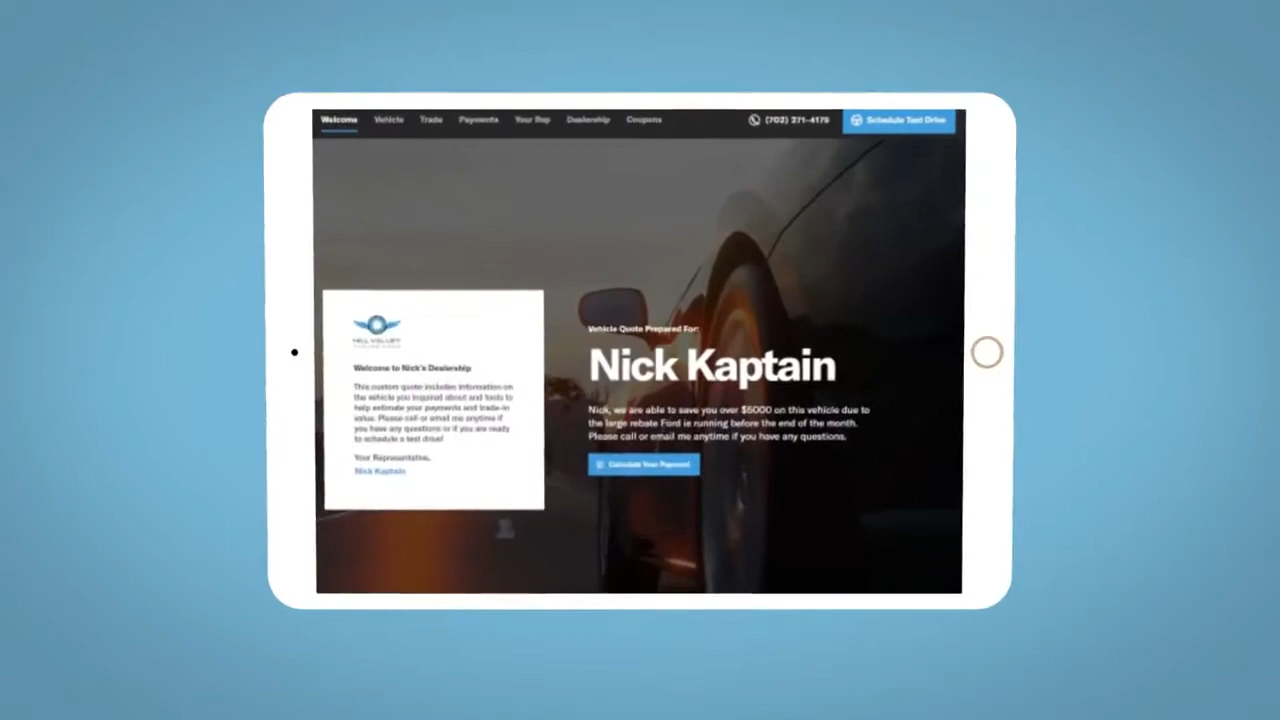 Welcome Vehicle Trade Payments Your Rep Dealership Coupons (702) 271-4175 Schedule Test Drive
HILL VALLEY
Welcome to Nick's Dealership
This custom quote includes information on
the vehicle you inquired about and tools to
help estimate your payments and trade-in
value. Please call or email me anytime if
you have any questions or if you are ready
to schedule a test drive!
Your Representative,
Nick Kaptain
Vehicle Quote Prepared For:
Nick Kaptain
Nick, we are able to save you over $6000 on this vehicle due to
the large rebate Ford is running before the end of the month.
Please call or email me anytime if you have any questions.
Calculate Your Payment